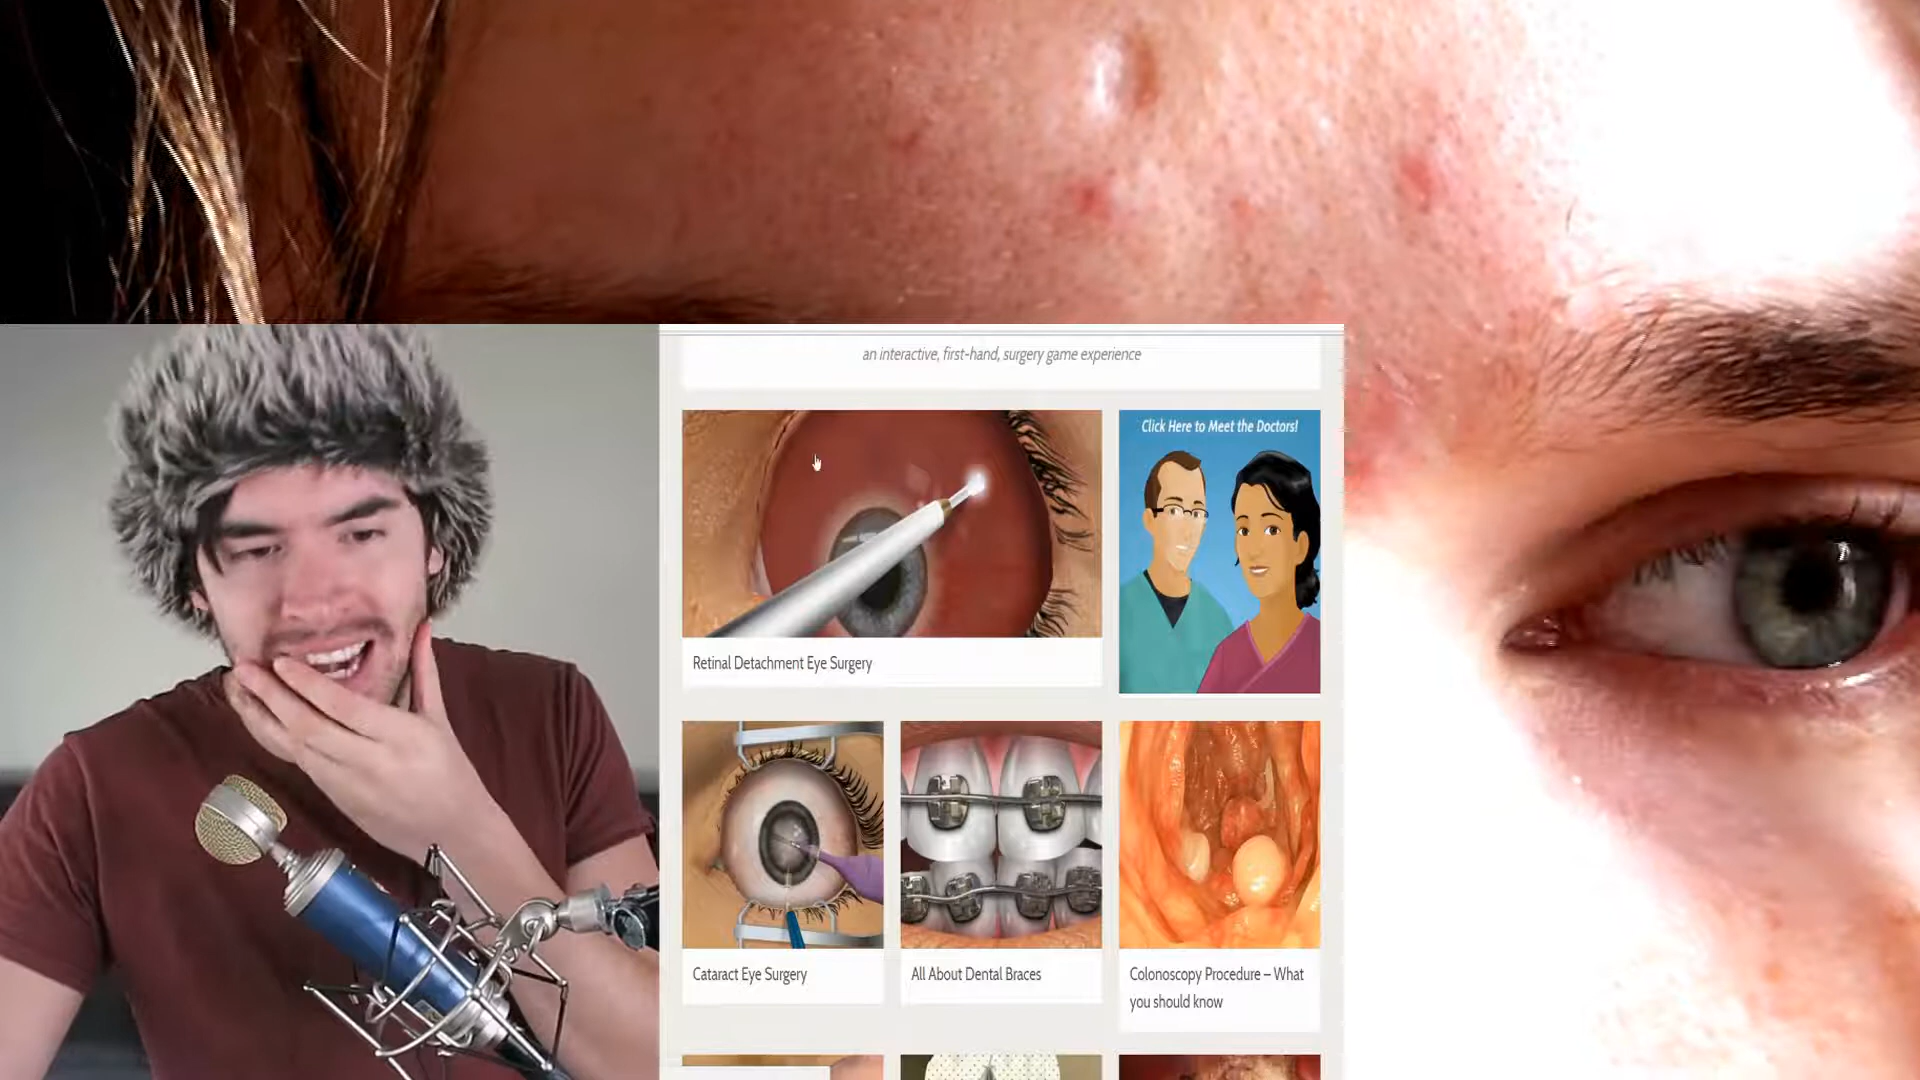 an interactive, first-hand, surgery game experience
Click Here to Meet the Doctors!
Retinal Detachment Eye Surgery
Cataract Eye Surgery
All About Dental Braces
Colonoscopy Procedure – What
you should know